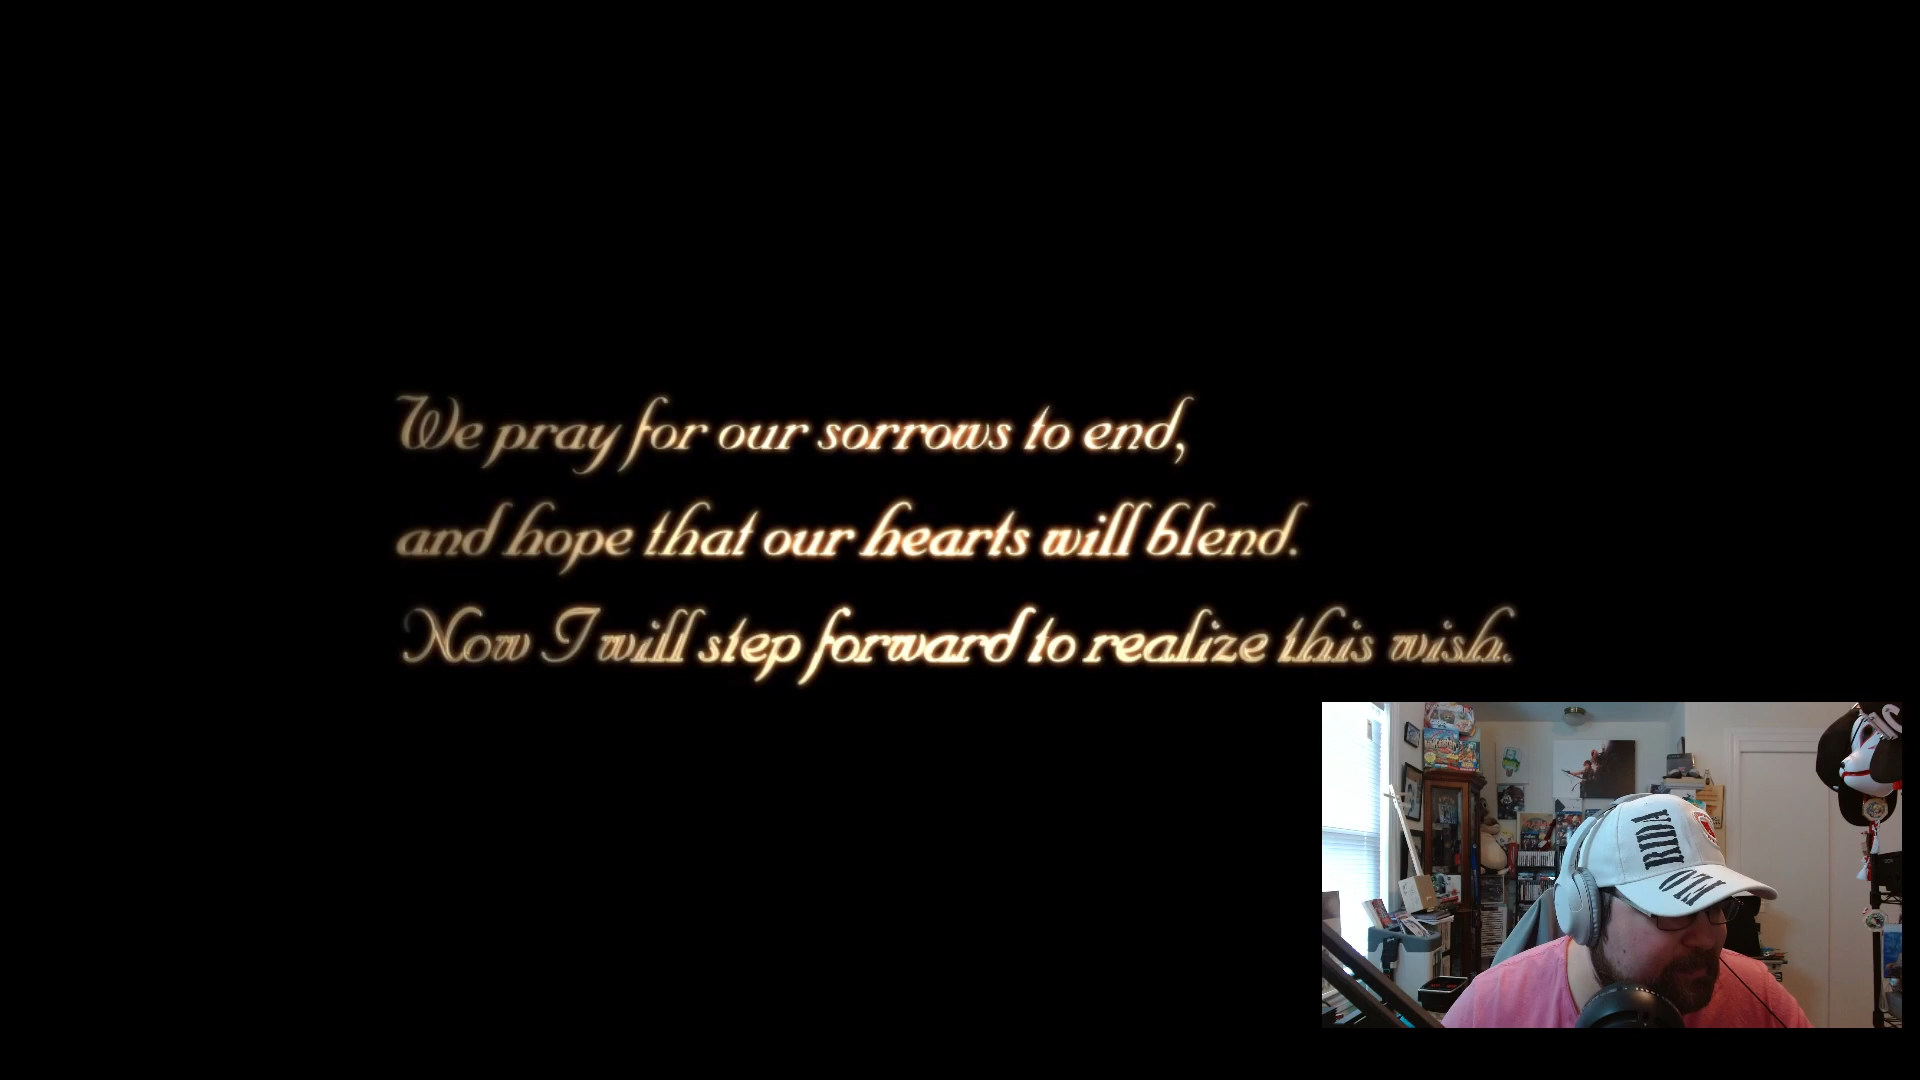 We pray for our sorrows to end,
and hope that our hearts will blend.
Now I will step forward to realize this wish.